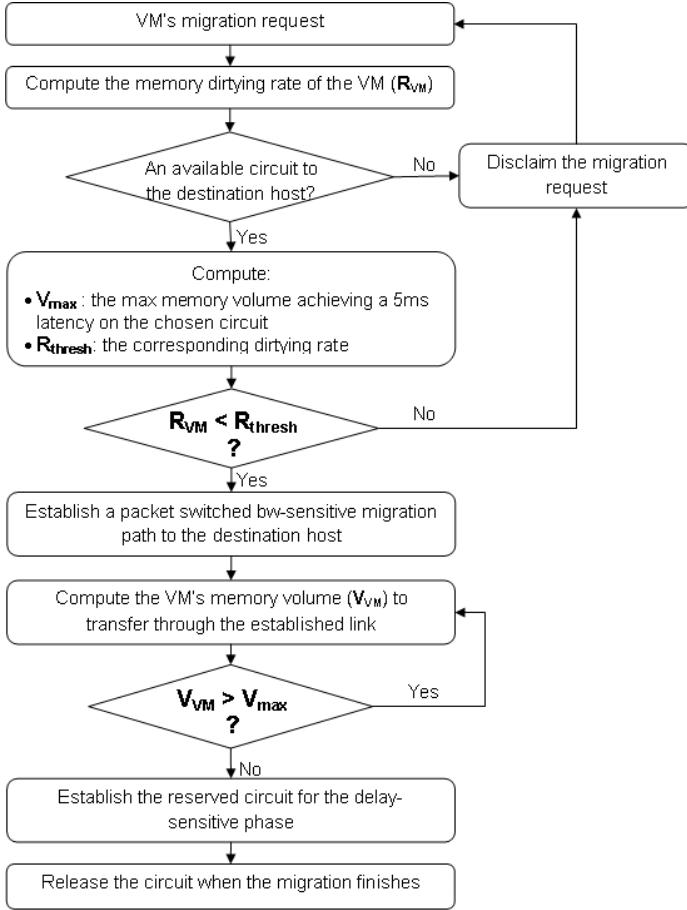 VM's migration request
Compute the memory dirtying rate of the VM (RVM)
An available circuit to
the destination host?
No
Disclaim the migration
request
Yes
Compute:
• Vmax : the max memory volume achieving a 5ms
latency on the chosen circuit
• Rthresh: the corresponding dirtying rate
RVM < Rthresh
?
No
Yes
Establish a packet switched bw-sensitive migration
path to the destination host
Compute the VM's memory volume (VVM) to
transfer through the established link
VVM > Vmax
?
Yes
No
Establish the reserved circuit for the delay-
sensitive phase
Release the circuit when the migration finishes